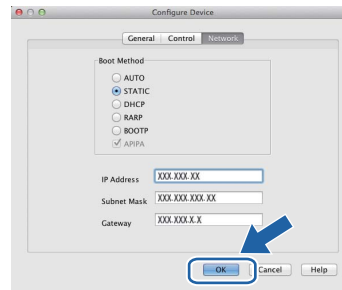 Configure Device
General Control Network
Boot Method
AUTO
STATIC
DHCP
RARP
BOOTP
APIPA
IP Address XXX.XXX.XX
Subnet Mask XXX.XXX.XXX.XX
Gateway XXX.XXX.X.X
OK Cancel Help